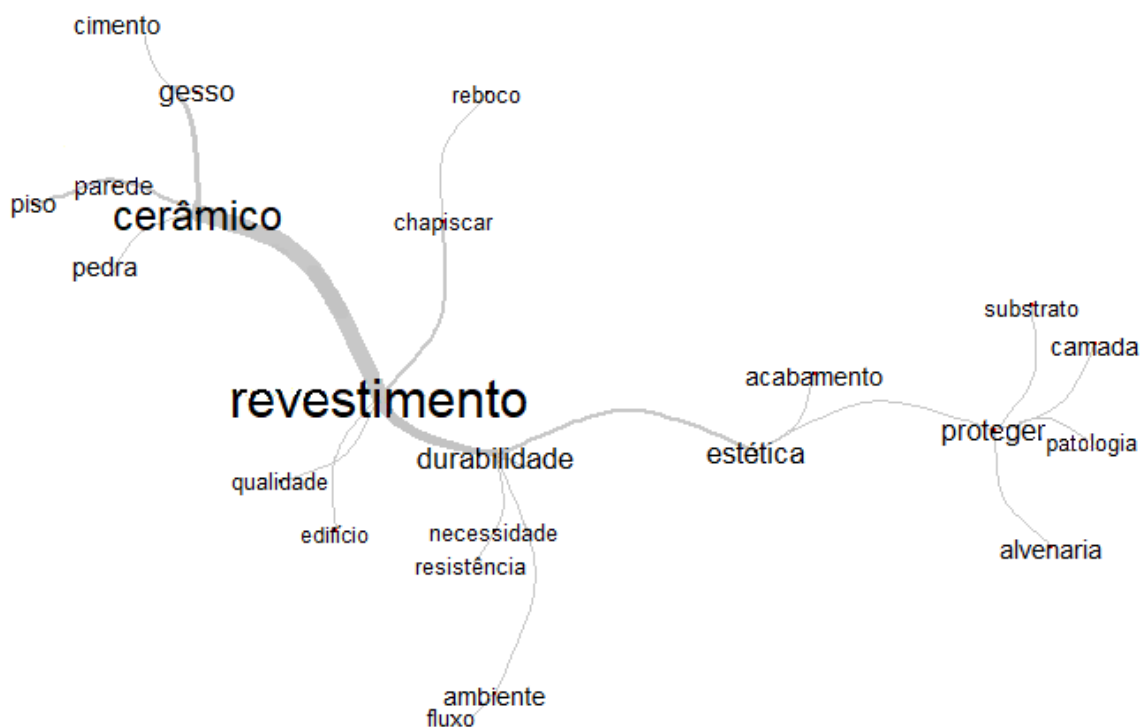 cimento
gesso
reboco
parede
piso
cerâmico
chapiscar
pedra
substrato
camada
acabamento
revestimento
proteger
patologia
estética
durabilidade
qualidade
edifício
necessidade
alvenaria
resistência
ambiente
fluxo